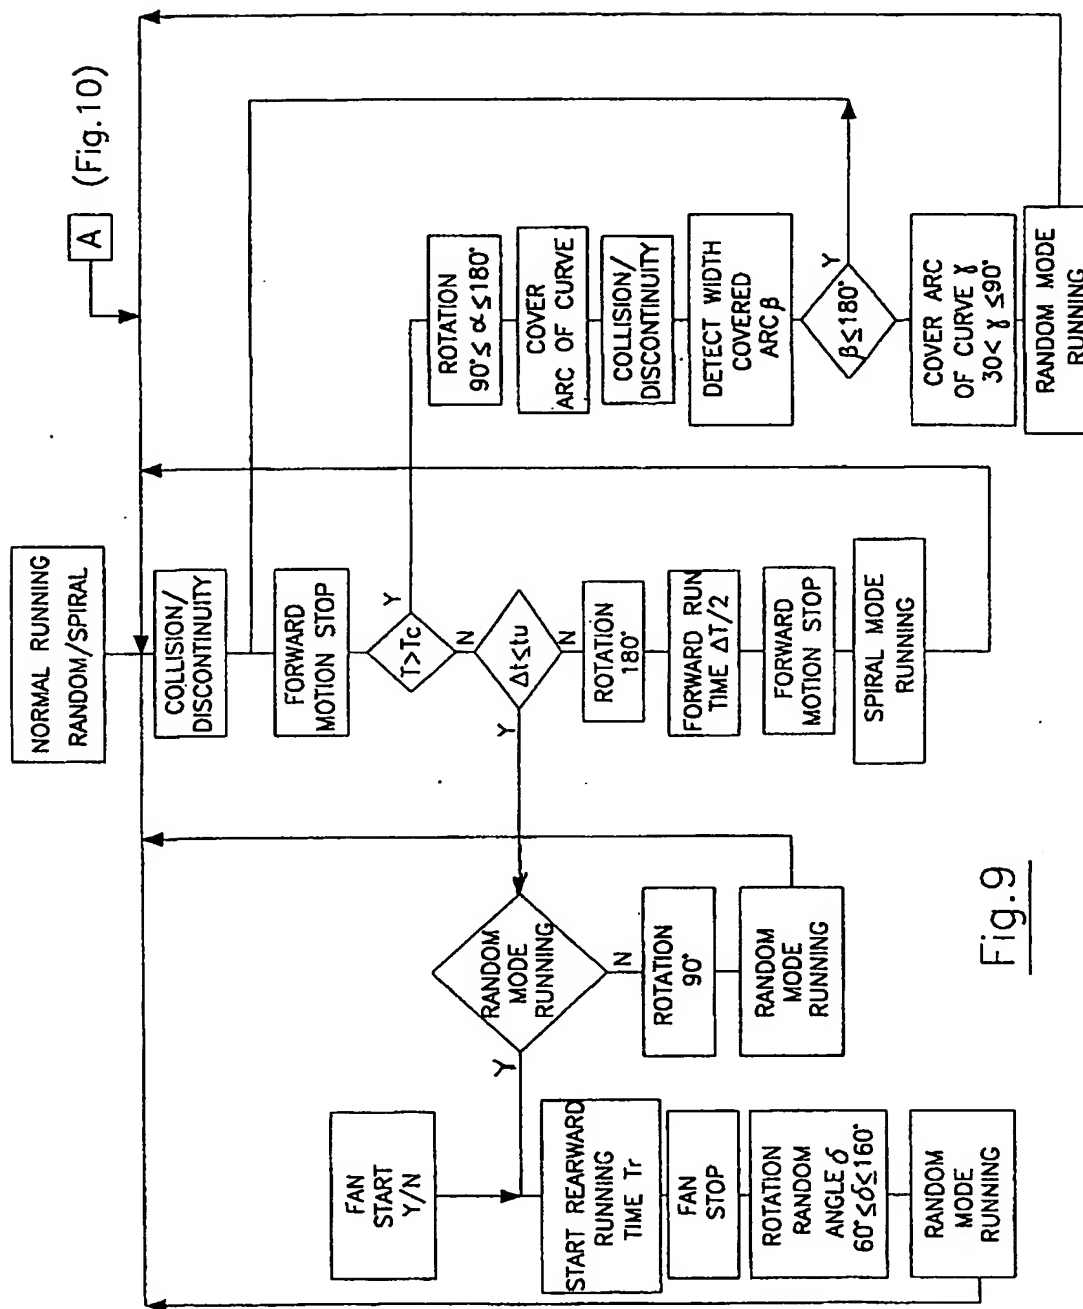 NORMAL RUNNING
RANDOM/SPIRAL
A
(Fig.10)
COLLISION/
DISCONTINUITY
FORWARD
MOTION STOP
T>Tc
Y
N
Δt≤tu
Y
N
ROTATION
180°
FORWARD RUN
TIME ΔT/2
FORWARD
MOTION STOP
SPIRAL MODE
RUNNING
ROTATION
90°≤ α ≤180°
COVER
ARC OF CURVE
COLLISION/
DISCONTINUITY
DETECT WIDTH
COVERED
ARC β
β≤180°
Y
COVER ARC
OF CURVE γ
30< γ ≤90°
RANDOM MODE
RUNNING
RANDOM
MODE
RUNNING
Y
N
ROTATION
90°
RANDOM
MODE
RUNNING
FAN
START
Y/N
START REARWARD
RUNNING
TIME Tr
FAN
STOP
ROTATION
RANDOM
ANGLE δ
60°≤δ≤160°
RANDOM
MODE
RUNNING
Fig.9